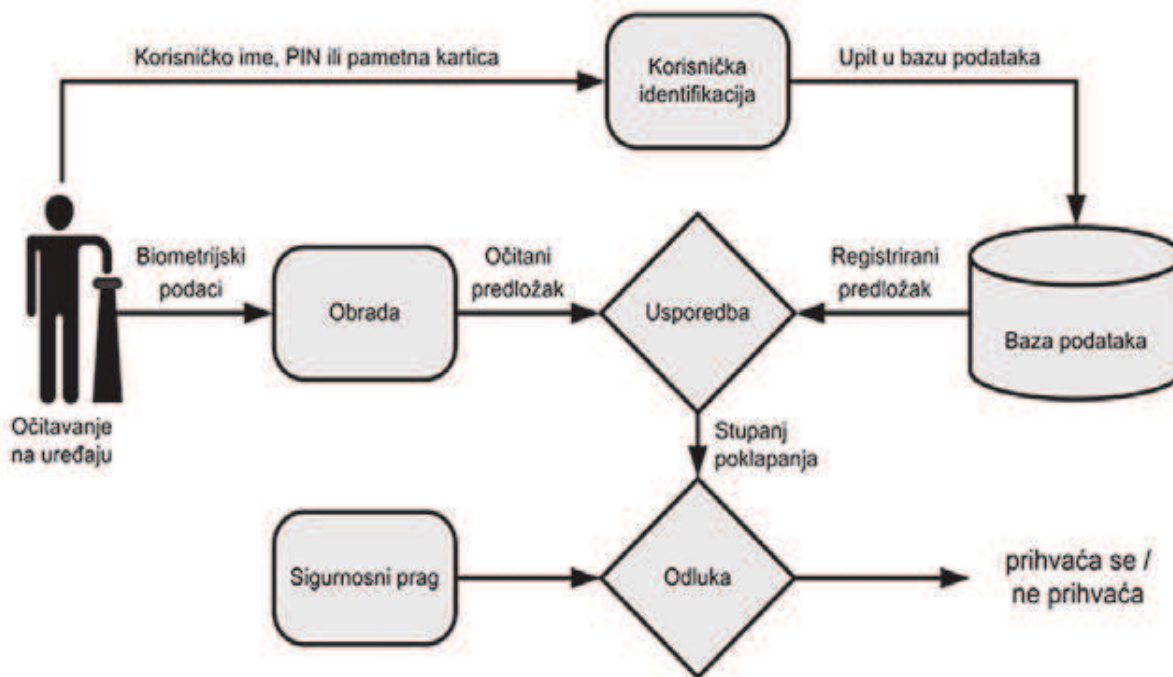 Korisničko ime, PIN ili pametna kartica
Korisnička
identifikacija
Upit u bazu podataka
Biometrijski
podaci
Obrada
Očitani
predložak
Usporedba
Registrirani
predložak
Baza podataka
Očitavanje
na uređaju
Stupanj
poklapanja
Sigurnosni prag
Odluka
prihvaća se /
ne prihvaća